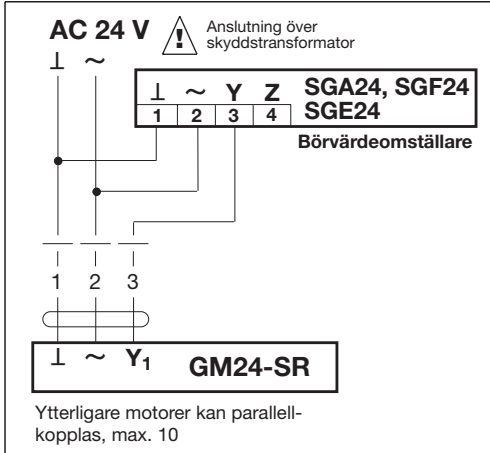 AC 24 V
Anslutning över
skyddstransformator
⊥ ~
⊥ ~ Y Z
1 2 3 4
SGA24, SGF24
SGE24
Börvärdeomställare
1 2 3
⊥ ~ Y₁
GM24-SR
Ytterligare motorer kan parallell-
kopplas, max. 10